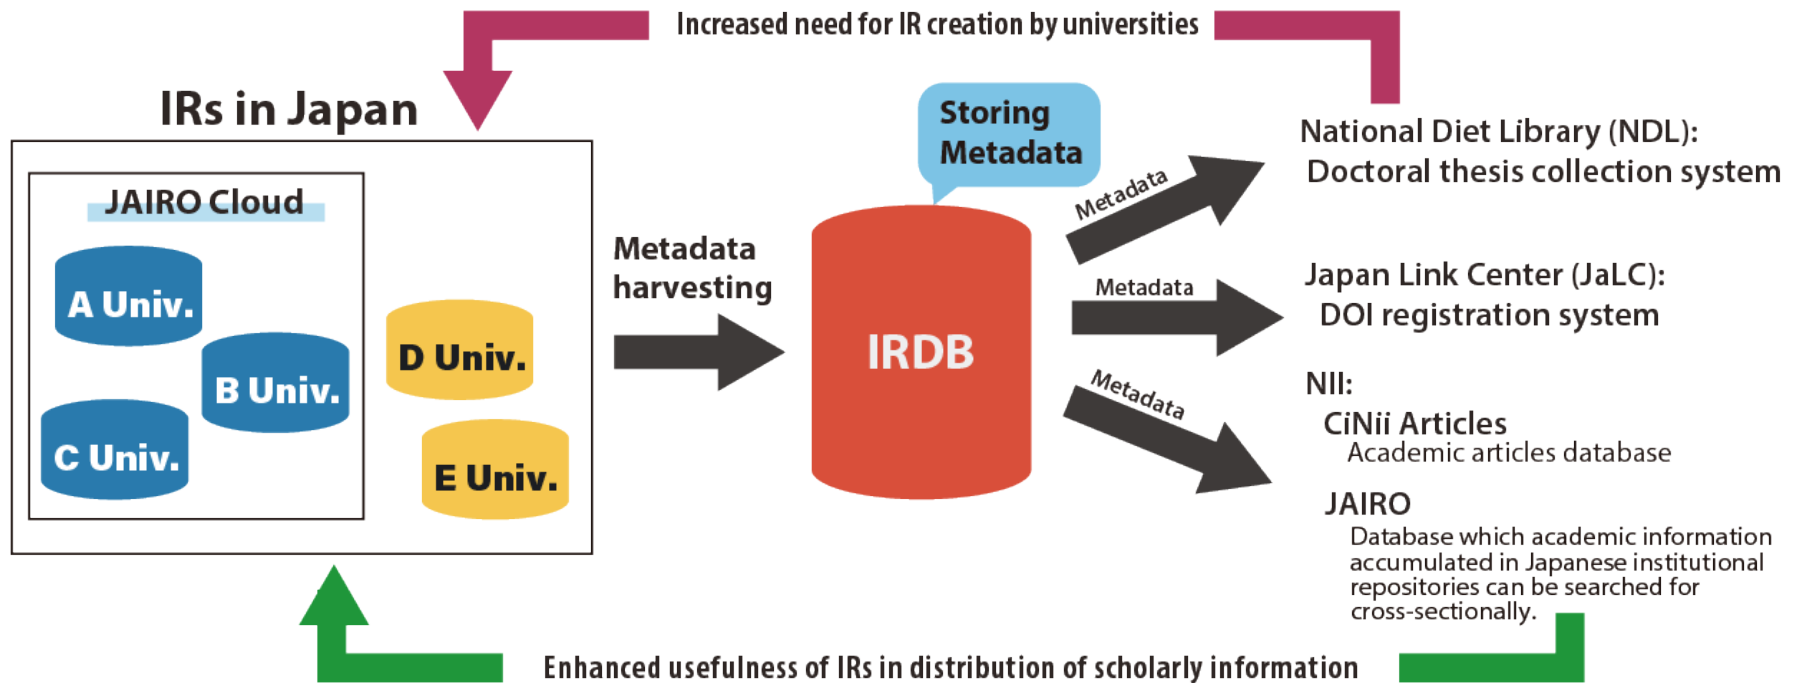 Increased need for IR creation by universities
IRs in Japan
JAIRO Cloud
A Univ.
B Univ.
C Univ.
D Univ.
E Univ.
Metadata
harvesting
Storing
Metadata
IRDB
Metadata
Metadata
Metadata
National Diet Library (NDL):
Doctoral thesis collection system
Japan Link Center (JaLC):
DOI registration system
NII:
CiNii Articles
Academic articles database
JAIRO
Database which academic information
accumulated in Japanese institutional
repositories can be searched for
cross-sectionally.
Enhanced usefulness of IRs in distribution of scholarly information